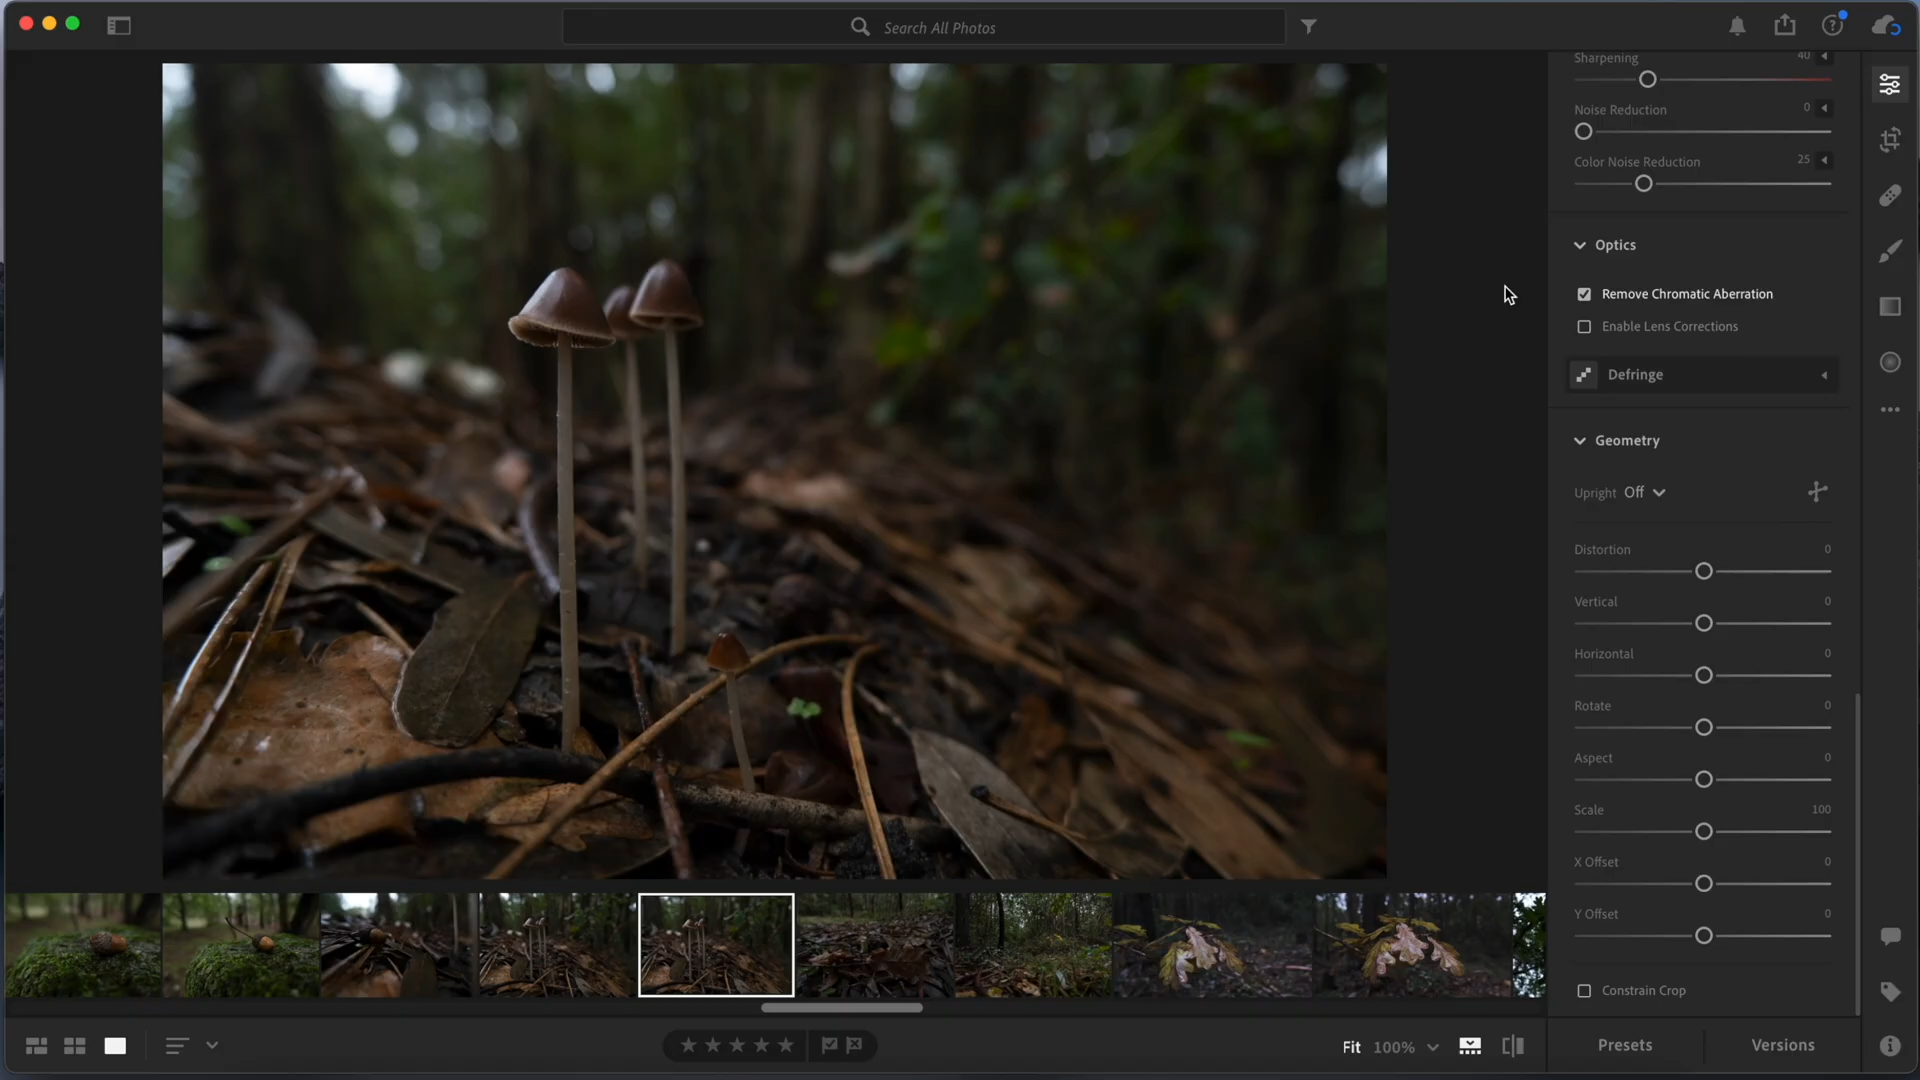 Search All Photos
Sharpening 40
Noise Reduction 0
Color Noise Reduction 25
Optics
Remove Chromatic Aberration
Enable Lens Corrections
Defringe
Geometry
Upright Off
Distortion 0
Vertical 0
Horizontal 0
Rotate 0
Aspect 0
Scale 100
X Offset 0
Y Offset 0
Constrain Crop
Fit 100%
Presets Versions